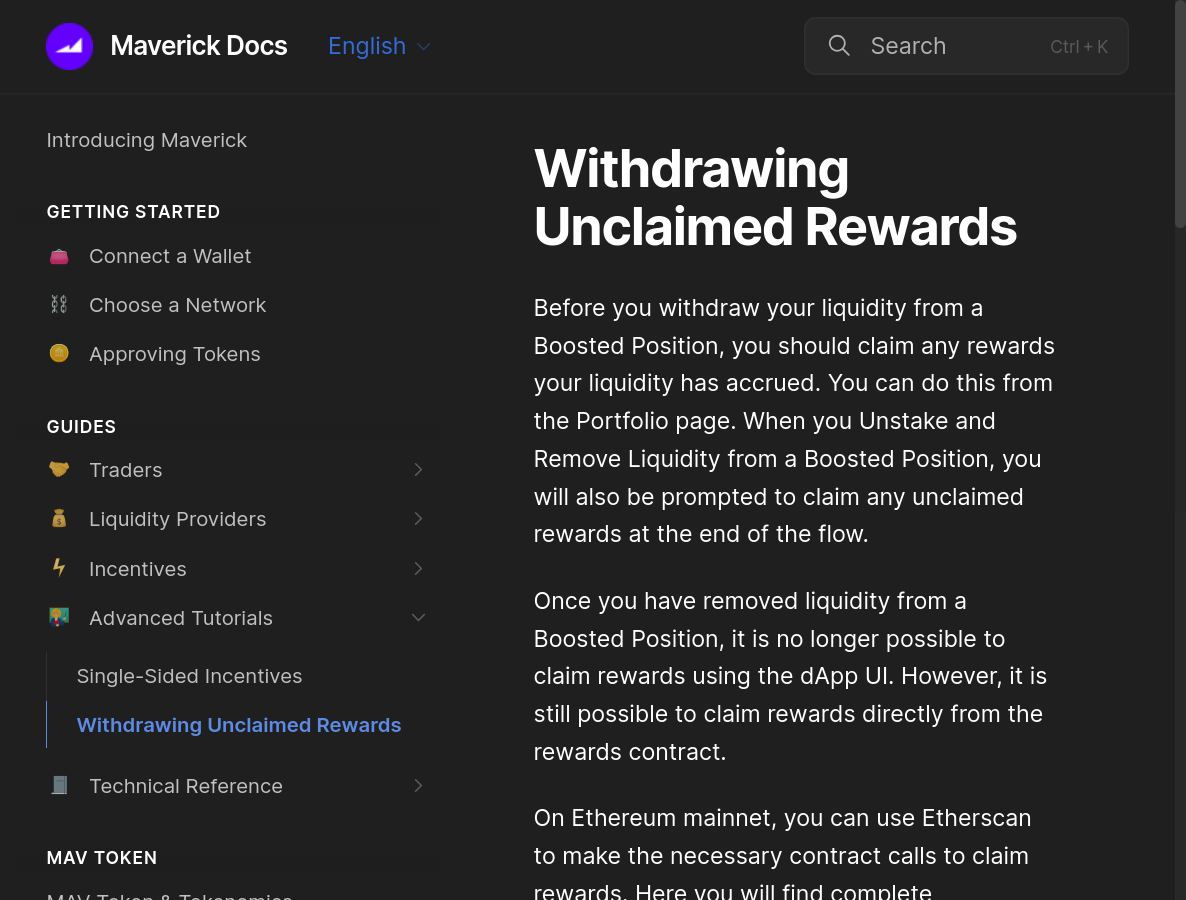 Maverick Docs
English
Search
Ctrl + K
Introducing Maverick
GETTING STARTED
Connect a Wallet
Choose a Network
Approving Tokens
GUIDES
Traders
Liquidity Providers
Incentives
Advanced Tutorials
Single-Sided Incentives
Withdrawing Unclaimed Rewards
Technical Reference
MAV TOKEN
MAV Token & Tokenomics
Withdrawing
Unclaimed Rewards
Before you withdraw your liquidity from a
Boosted Position, you should claim any rewards
your liquidity has accrued. You can do this from
the Portfolio page. When you Unstake and
Remove Liquidity from a Boosted Position, you
will also be prompted to claim any unclaimed
rewards at the end of the flow.
Once you have removed liquidity from a
Boosted Position, it is no longer possible to
claim rewards using the dApp UI. However, it is
still possible to claim rewards directly from the
rewards contract.
On Ethereum mainnet, you can use Etherscan
to make the necessary contract calls to claim
rewards. Here you will find complete